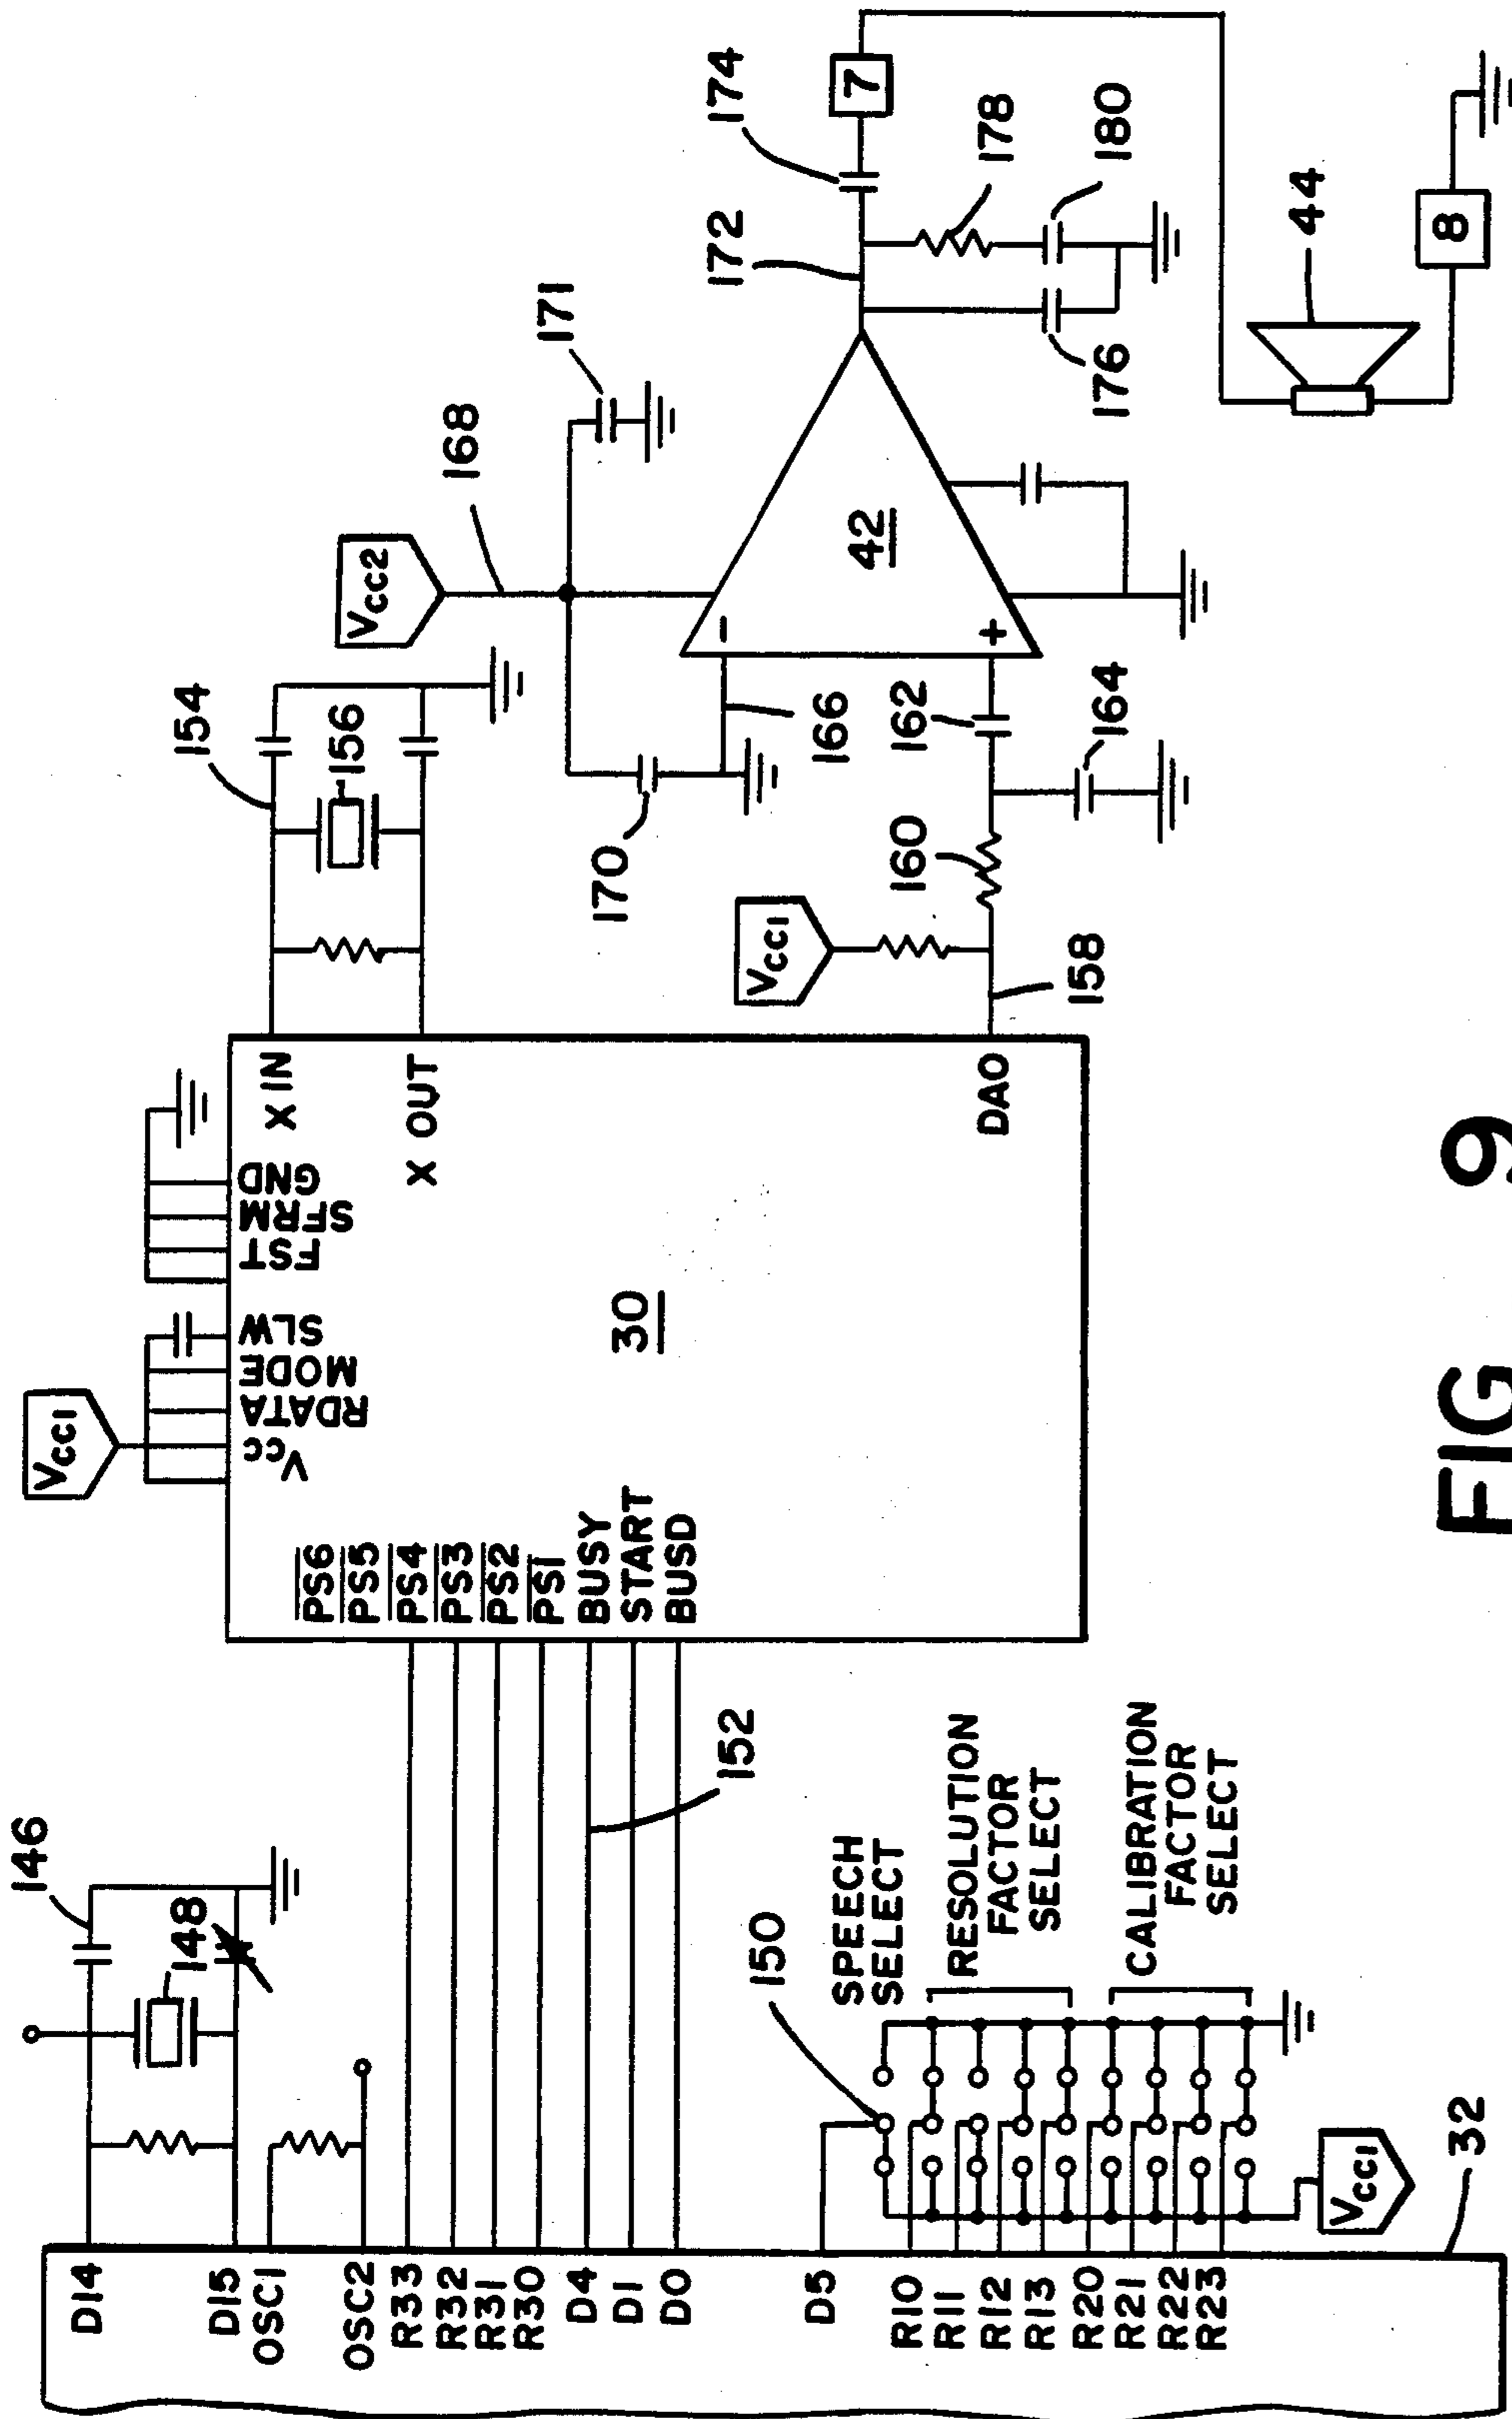 D14
D15
OSC1
OSC2
R33
R32
R31
R30
D4
D1
D0
D5
R10
R11
R12
R13
R20
R21
R22
R23
32
146
148
152
150
SPEECH
SELECT
RESOLUTION
FACTOR
SELECT
CALIBRATION
FACTOR
SELECT
VCC1
VCC1
VCC
RDATA
MODE
SLW
FST
SFRM
GND
PS6
PS5
PS4
PS3
PS2
PS1
BUSY
START
BUSD
30
X IN
X OUT
DAO
154
156
VCC1
158
160
162
164
166
VCC2
168
170
171
-
+
42
172
174
176
178
180
7
44
8
FIG 9